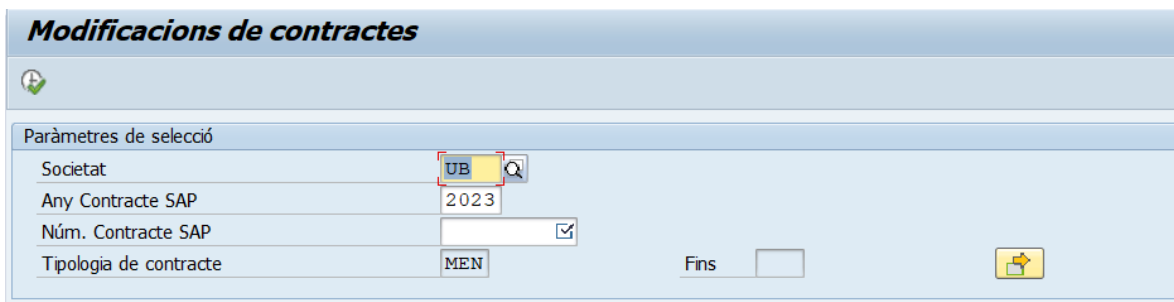 Modificacions de contractes
Paràmetres de selecció
Societat UB
Any Contracte SAP 2023
Núm. Contracte SAP
Tipologia de contracte MEN Fins